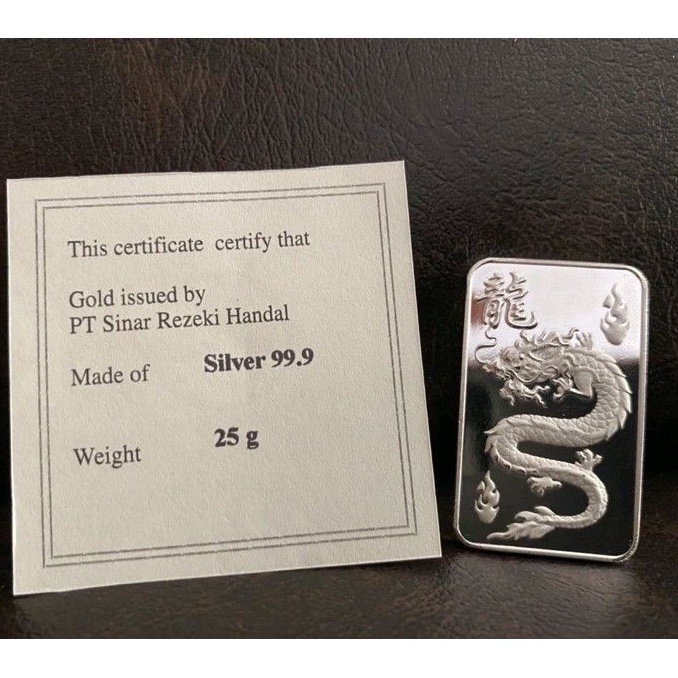 This certificate certify that
Gold issued by
PT Sinar Rezeki Handal
Made of Silver 99.9
Weight 25 g
龍